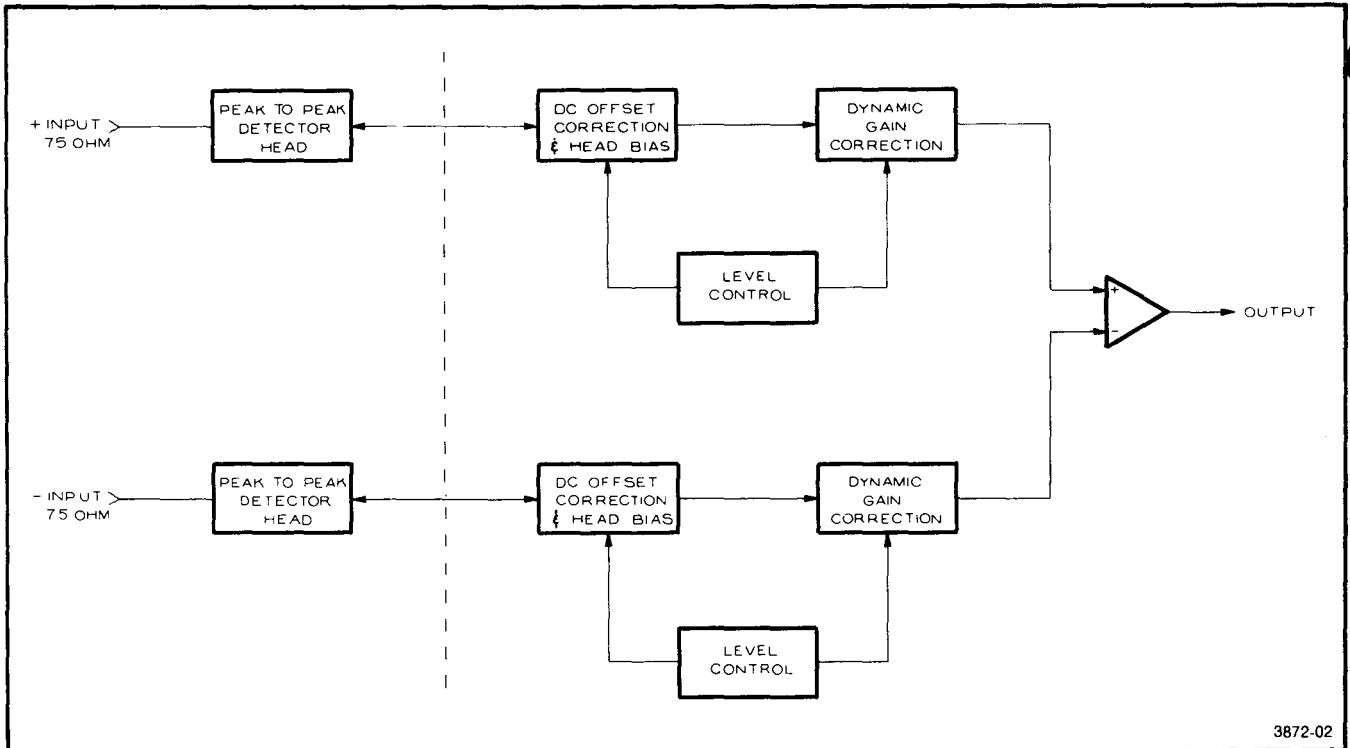 + INPUT
75 OHM
PEAK TO PEAK
DETECTOR
HEAD
DC OFFSET
CORRECTION
& HEAD BIAS
DYNAMIC
GAIN
CORRECTION
LEVEL
CONTROL
+
-
OUTPUT
- INPUT
75 OHM
PEAK TO PEAK
DETECTOR
HEAD
DC OFFSET
CORRECTION
& HEAD BIAS
DYNAMIC
GAIN
CORRECTION
LEVEL
CONTROL
3872-02